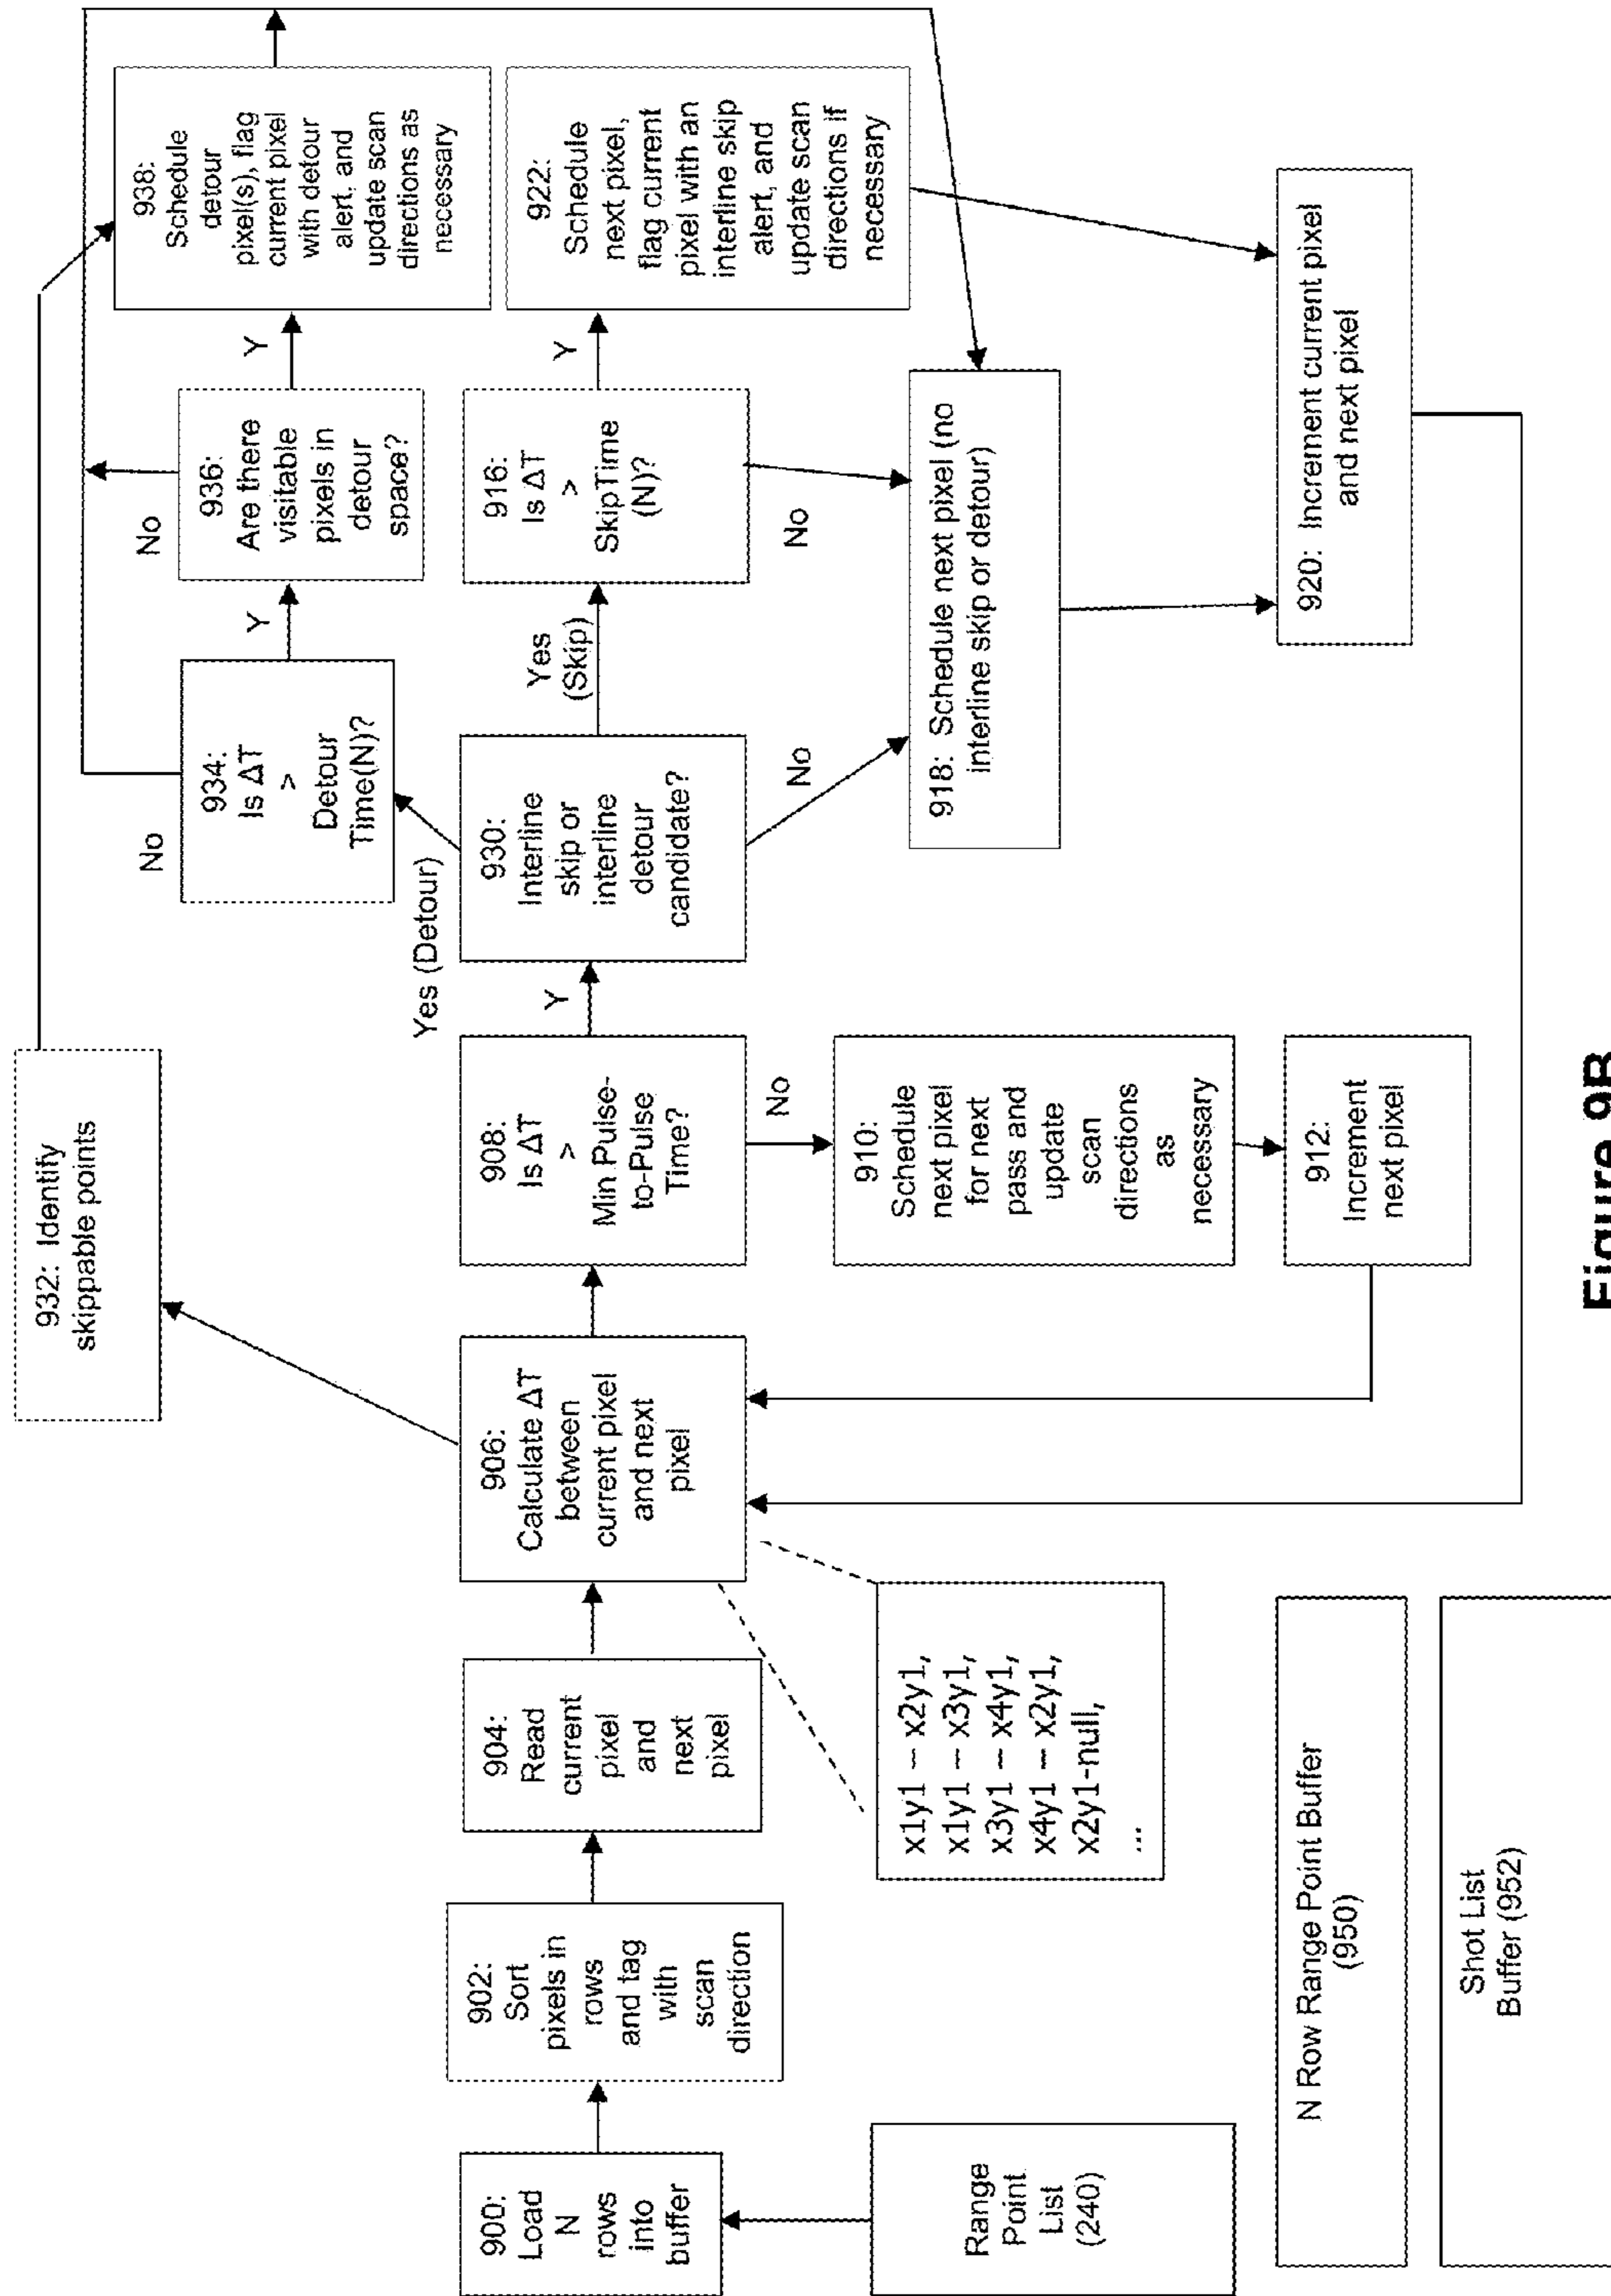 932: Identify
skippable points
900:
Load
N
rows
into
buffer
902:
Sort
pixels in
rows
and tag
with
scan
direction
904:
Read
current
pixel
and
next
pixel
906:
Calculate ΔT
between
current pixel
and next
pixel
908:
Is ΔT
>
Min Pulse-
to-Pulse
Time?
Y
No
910:
Schedule
next pixel
for next
pass and
update
scan
directions
as
necessary
912:
Increment
next pixel
930:
Interline
skip or
interline
detour
candidate?
Yes (Detour)
Yes
(Skip)
No
934:
Is ΔT
>
Detour
Time(N)?
No
Y
936:
Are there
visitable
pixels in
detour
space?
No
Y
938:
Schedule
detour
pixel(s), flag
current pixel
with detour
alert, and
update scan
directions as
necessary
916:
Is ΔT
>
SkipTime
(N)?
Y
No
922:
Schedule
next pixel,
flag current
pixel with an
interline skip
alert, and
update scan
directions if
necessary
918: Schedule next pixel (no
interline skip or detour)
920: Increment current pixel
and next pixel
Range
Point
List
(240)
x1y1 – x2y1,
x1y1 – x3y1,
x3y1 – x4y1,
x4y1 – x2y1,
x2y1-null,
...
N Row Range Point Buffer
(950)
Shot List
Buffer (952)
Figure 9B